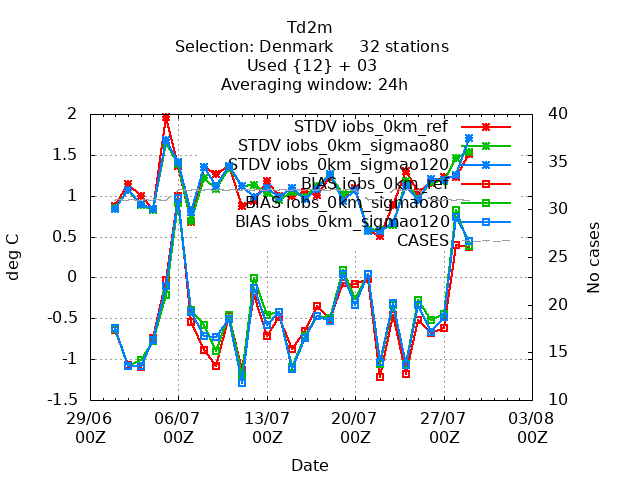 Td2m
Selection: Denmark 32 stations
Used {12} + 03
Averaging window: 24h
2
1.5
1
0.5
0
-0.5
-1
-1.5
40
35
30
25
20
15
10
deg C
No cases
STDV iobs_0km_ref
STDV iobs_0km_sigmao80
STDV iobs_0km_sigmao120
BIAS iobs_0km_ref
BIAS iobs_0km_sigmao80
BIAS iobs_0km_sigmao120
CASES
29/06 06/07 13/07 20/07 27/07 03/08
00Z 00Z 00Z 00Z 00Z 00Z
Date